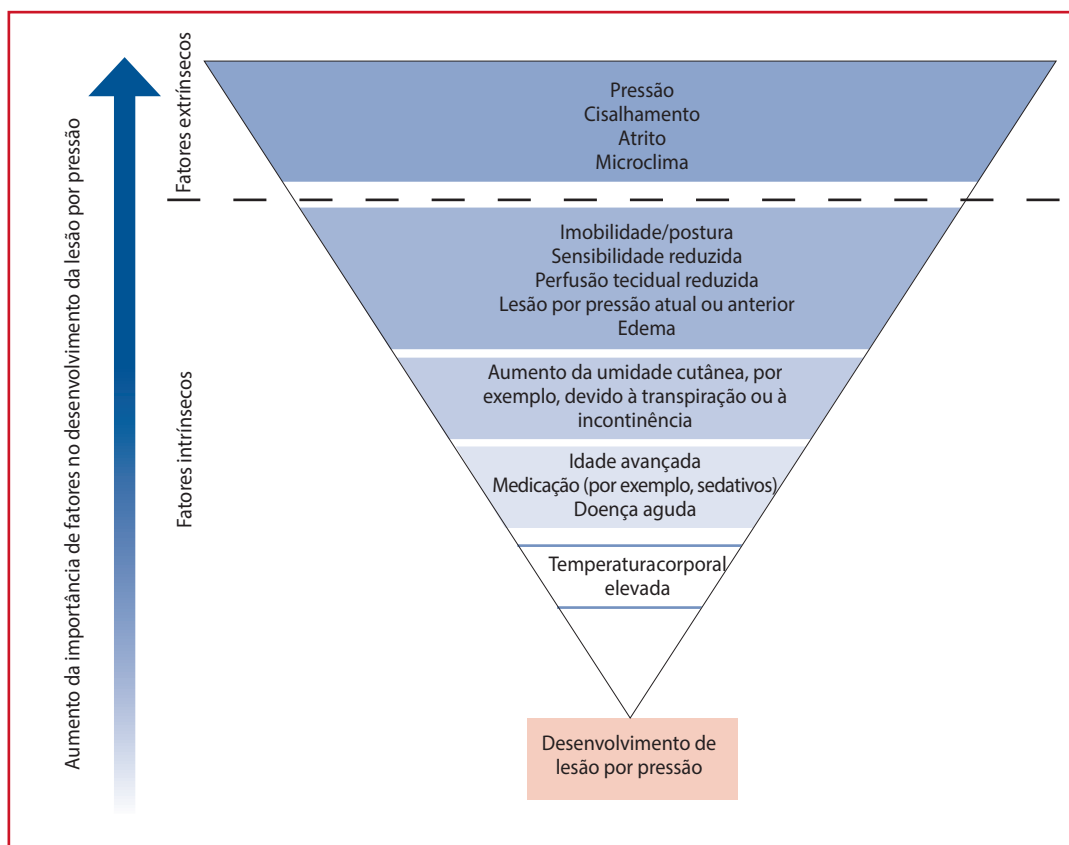 Aumento da importância de fatores no desenvolvimento da lesão por pressão
Fatores extrínsecos
Fatores intrínsecos
Pressão
Cisalhamento
Atrito
Microclima
Imobilidade/postura
Sensibilidade reduzida
Perfusão tecidual reduzida
Lesão por pressão atual ou anterior
Edema
Aumento da umidade cutânea, por
exemplo, devido à transpiração ou à
incontinência
Idade avançada
Medicação (por exemplo, sedativos)
Doença aguda
Temperaturacorporal
elevada
Desenvolvimento de
lesão por pressão